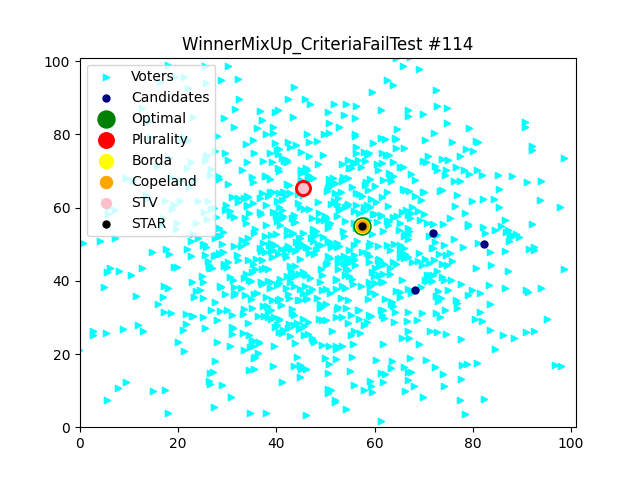 WinnerMixUp_CriteriaFailTest #114
100
80
60
40
20
0
0 20 40 60 80 100
Voters
Candidates
Optimal
Plurality
Borda
Copeland
STV
STAR